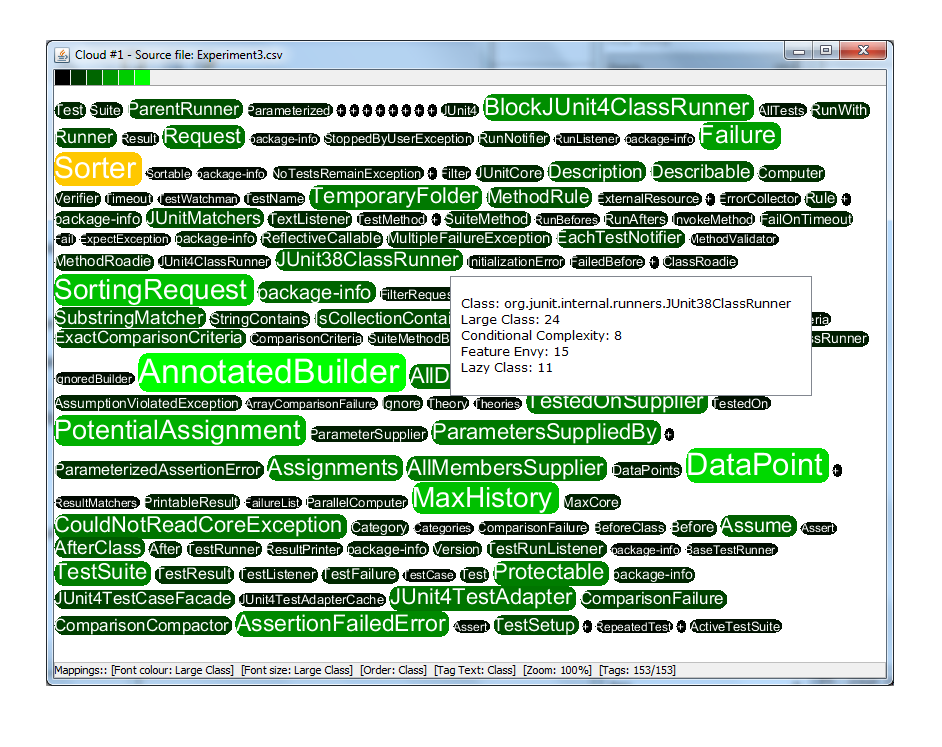 Cloud #1 - Source file: Experiment3.csv
Test Suite ParentRunner Parameterized + + + + + + + + JUnit4 BlockJUnit4ClassRunner AllTests RunWith
Runner Result Request package-info StoppedByUserException RunNotifier RunListener package-info Failure
Sorter Sortable package-info NoTestsRemainException + Filter JUnitCore Description Describable Computer
Verifier Timeout TestWatchman TestName TemporaryFolder MethodRule ExternalResource + ErrorCollector Rule +
package-info JUnitMatchers TextListener TestMethod + SuiteMethod RunBefores RunAfters InvokeMethod FailOnTimeout
Fail ExpectException package-info ReflectiveCallable MultipleFailureException EachTestNotifier MethodValidator
MethodRoadie JUnit4ClassRunner JUnit38ClassRunner InitializationError FailedBefore + ClassRoadie
SortingRequest package-info FilterReques
Class: org.junit.internal.runners.JUnit38ClassRunner
Large Class: 24
Conditional Complexity: 8
Feature Envy: 15
Lazy Class: 11
SubstringMatcher StringContains IsCollectionContai eria
ExactComparisonCriteria ComparisonCriteria SuiteMethodB ssRunner
IgnoredBuilder AnnotatedBuilder AllD
AssumptionViolatedException ArrayComparisonFailure Ignore Theory Theories TestedOnSupplier TestedOn
PotentialAssignment ParameterSupplier ParametersSuppliedBy +
ParameterizedAssertionError Assignments AllMembersSupplier DataPoints DataPoint +
ResultMatchers PrintableResult FailureList ParallelComputer MaxHistory MaxCore
CouldNotReadCoreException Category Categories ComparisonFailure BeforeClass Before Assume Assert
AfterClass After TestRunner ResultPrinter package-info Version TestRunListener package-info BaseTestRunner
TestSuite TestResult TestListener TestFailure TestCase Test Protectable package-info
JUnit4TestCaseFacade JUnit4TestAdapterCache JUnit4TestAdapter ComparisonFailure
ComparisonCompactor AssertionFailedError Assert TestSetup + RepeatedTest + ActiveTestSuite
Mappings:: [Font colour: Large Class] [Font size: Large Class] [Order: Class] [Tag Text: Class] [Zoom: 100%] [Tags: 153/153]